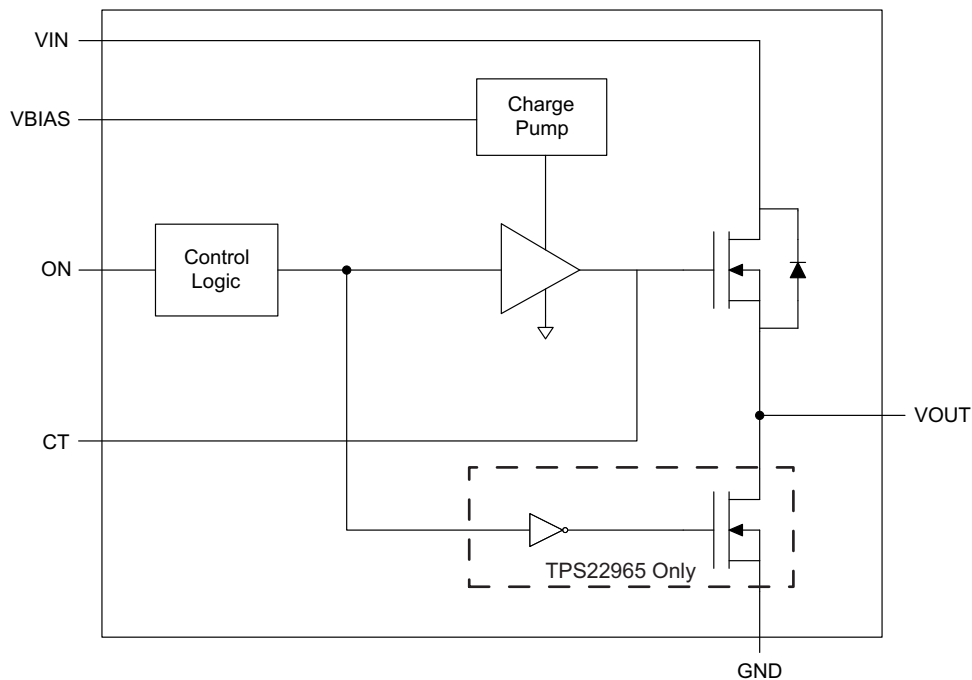 VIN
Charge
Pump
VBIAS
Control
Logic
ON
VOUT
CT
TPS22965 Only
GND